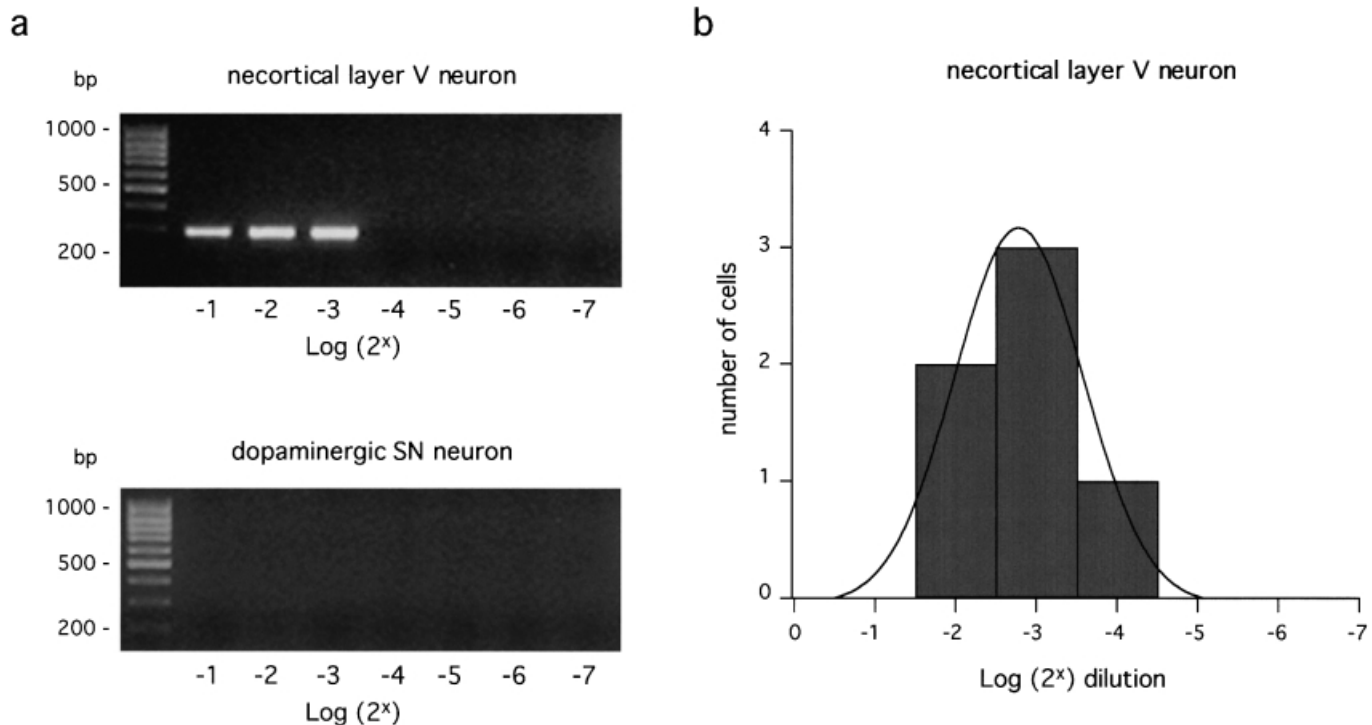 a
bp
necortical layer V neuron
1000 -
500 -
200 -
-1 -2 -3 -4 -5 -6 -7
Log (2ˣ)
bp
dopaminergic SN neuron
1000 -
500 -
200 -
-1 -2 -3 -4 -5 -6 -7
Log (2ˣ)
b
necortical layer V neuron
number of cells
4
3
2
1
0
0 -1 -2 -3 -4 -5 -6 -7
Log (2ˣ) dilution